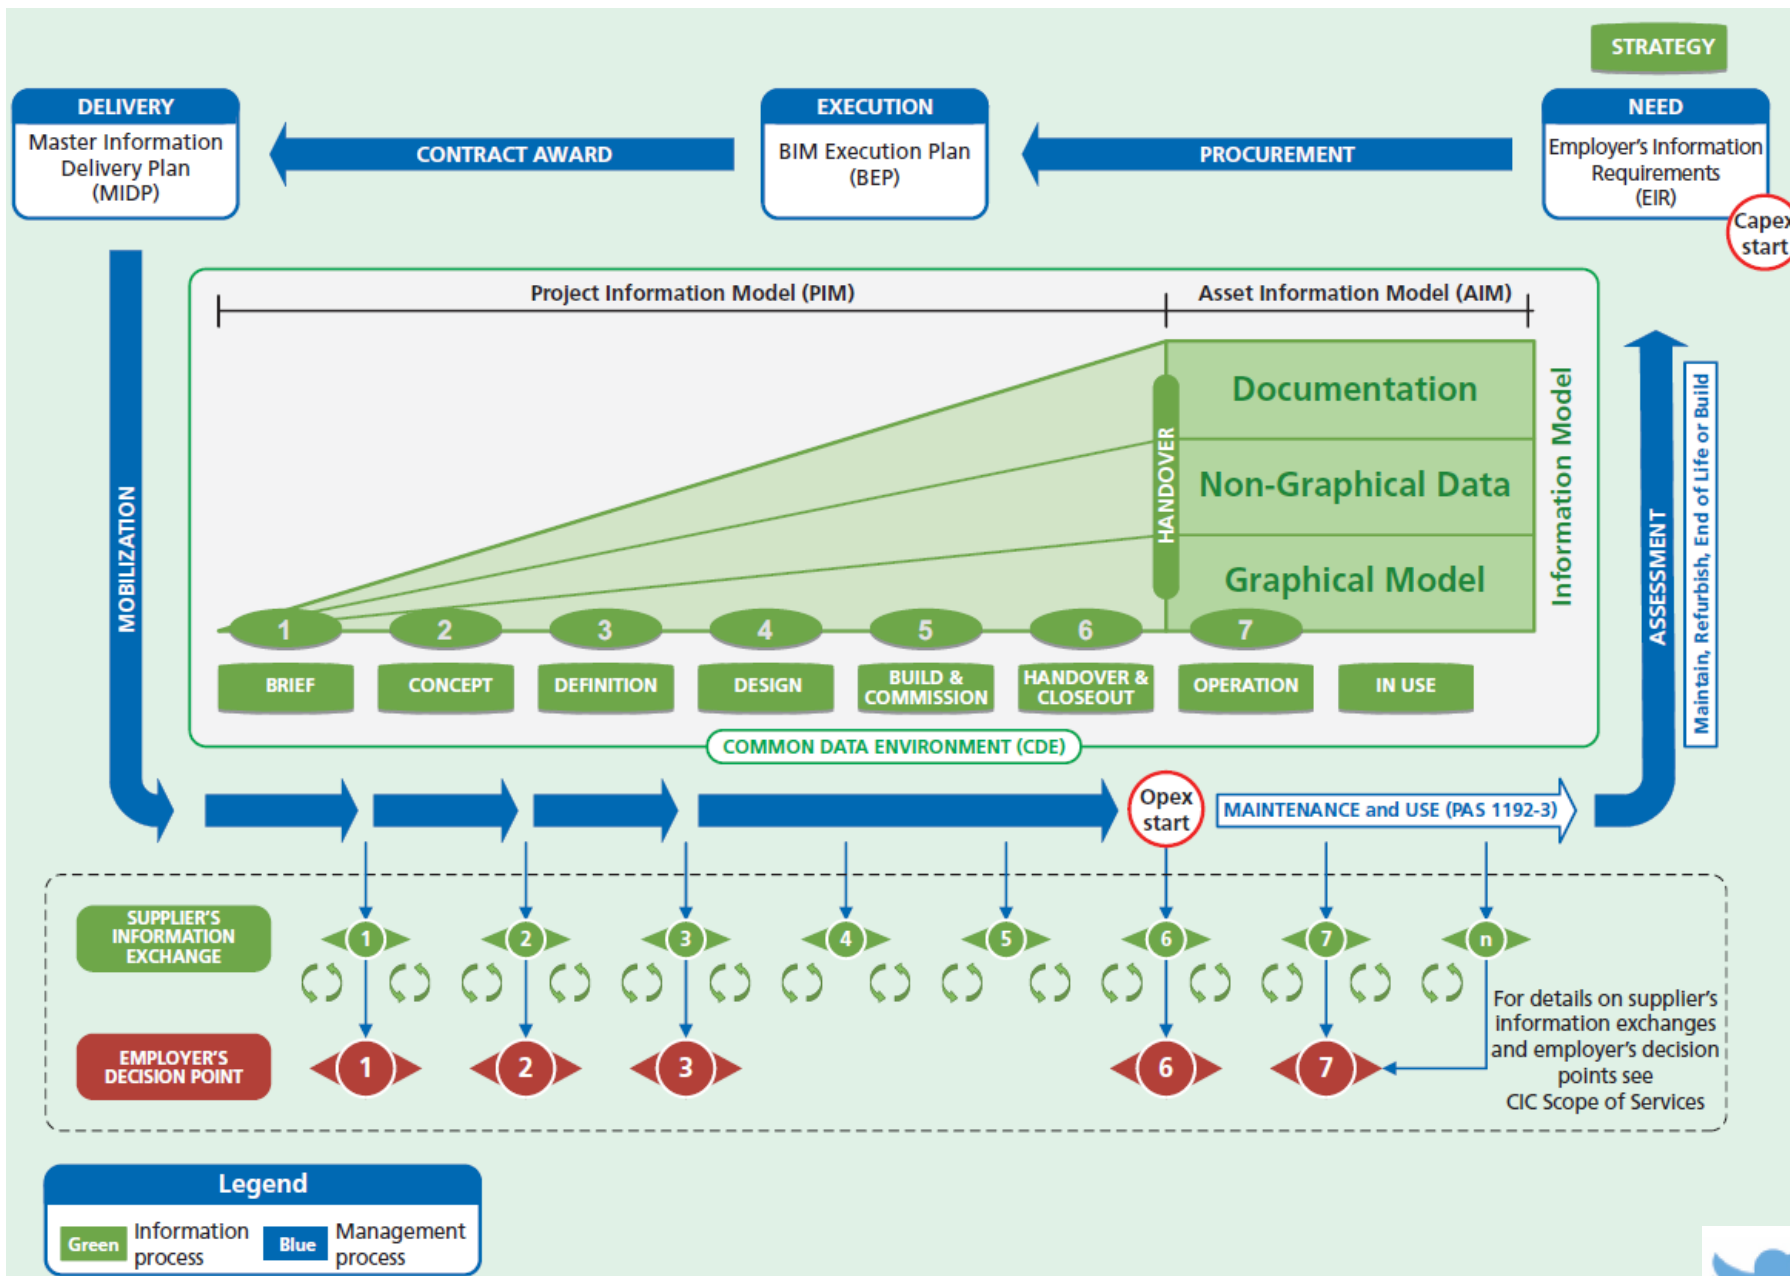 STRATEGY
DELIVERY
Master Information
Delivery Plan
(MIDP)
CONTRACT AWARD
EXECUTION
BIM Execution Plan
(BEP)
PROCUREMENT
NEED
Employer's Information
Requirements
(EIR)
Capex
start
Project Information Model (PIM)
Asset Information Model (AIM)
Documentation
Non-Graphical Data
Graphical Model
HANDOVER
Information Model
MOBILIZATION
ASSESSMENT
Maintain, Refurbish, End of Life or Build
1
2
3
4
5
6
7
BRIEF
CONCEPT
DEFINITION
DESIGN
BUILD &
COMMISSION
HANDOVER &
CLOSEOUT
OPERATION
IN USE
COMMON DATA ENVIRONMENT (CDE)
Opex
start
MAINTENANCE and USE (PAS 1192-3)
SUPPLIER'S
INFORMATION
EXCHANGE
1
2
3
4
5
6
7
n
EMPLOYER'S
DECISION POINT
1
2
3
6
7
For details on supplier's
information exchanges
and employer's decision
points see
CIC Scope of Services
Legend
Green
Information
process
Blue
Management
process